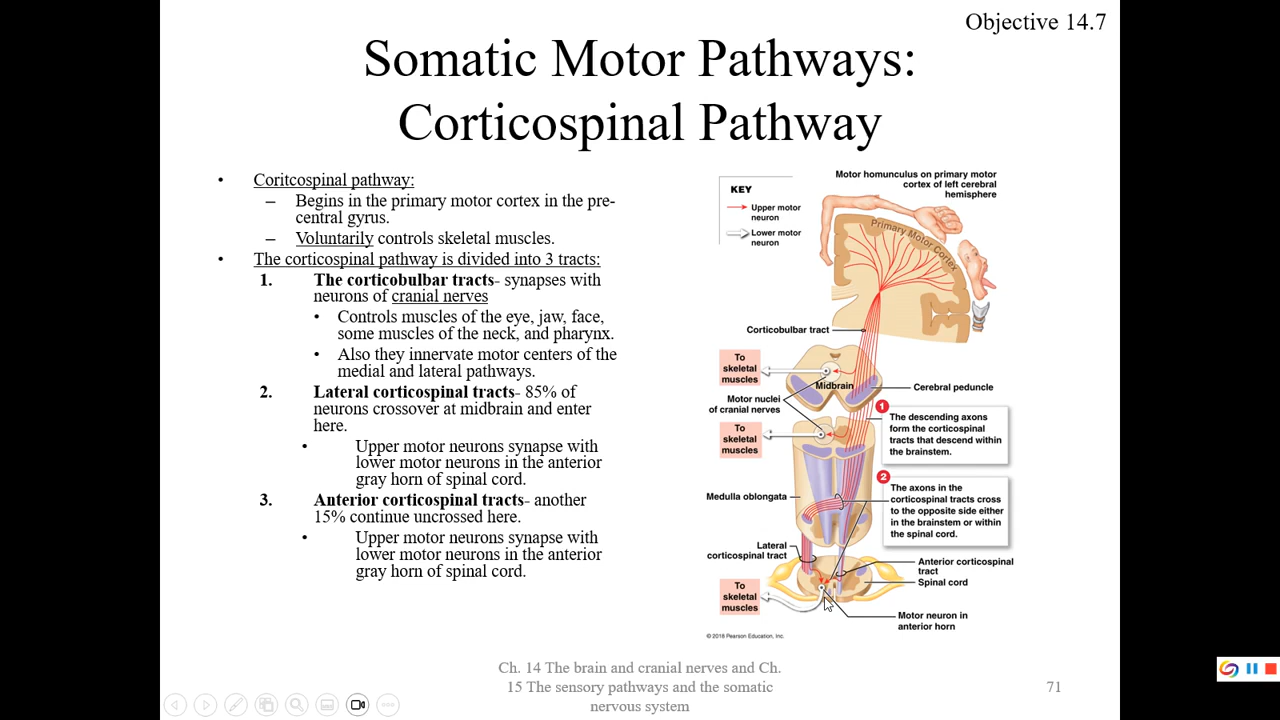 Objective 14.7
Somatic Motor Pathways:
Corticospinal Pathway
• Coritcospinal pathway:
– Begins in the primary motor cortex in the pre-
central gyrus.
– Voluntarily controls skeletal muscles.
• The corticospinal pathway is divided into 3 tracts:
1. The corticobulbar tracts- synapses with
neurons of cranial nerves
• Controls muscles of the eye, jaw, face,
some muscles of the neck, and pharynx.
• Also they innervate motor centers of the
medial and lateral pathways.
2. Lateral corticospinal tracts- 85% of
neurons crossover at midbrain and enter
here.
• Upper motor neurons synapse with
lower motor neurons in the anterior
gray horn of spinal cord.
3. Anterior corticospinal tracts- another
15% continue uncrossed here.
• Upper motor neurons synapse with
lower motor neurons in the anterior
gray horn of spinal cord.
KEY
Upper motor
neuron
Lower motor
neuron
Motor homunculus on primary motor
cortex of left cerebral
hemisphere
Primary Motor Cortex
Corticobulbar tract
To
skeletal
muscles
Midbrain
Cerebral peduncle
Motor nuclei
of cranial nerves
1
The descending axons
form the corticospinal
tracts that descend within
the brainstem.
To
skeletal
muscles
2
The axons in the
corticospinal tracts cross
to the opposite side either
in the brainstem or within
the spinal cord.
Medulla oblongata
Lateral
corticospinal tract
Anterior corticospinal
tract
Spinal cord
To
skeletal
muscles
Motor neuron in
anterior horn
© 2018 Pearson Education, Inc.
Ch. 14 The brain and cranial nerves and Ch.
15 The sensory pathways and the somatic
nervous system
71